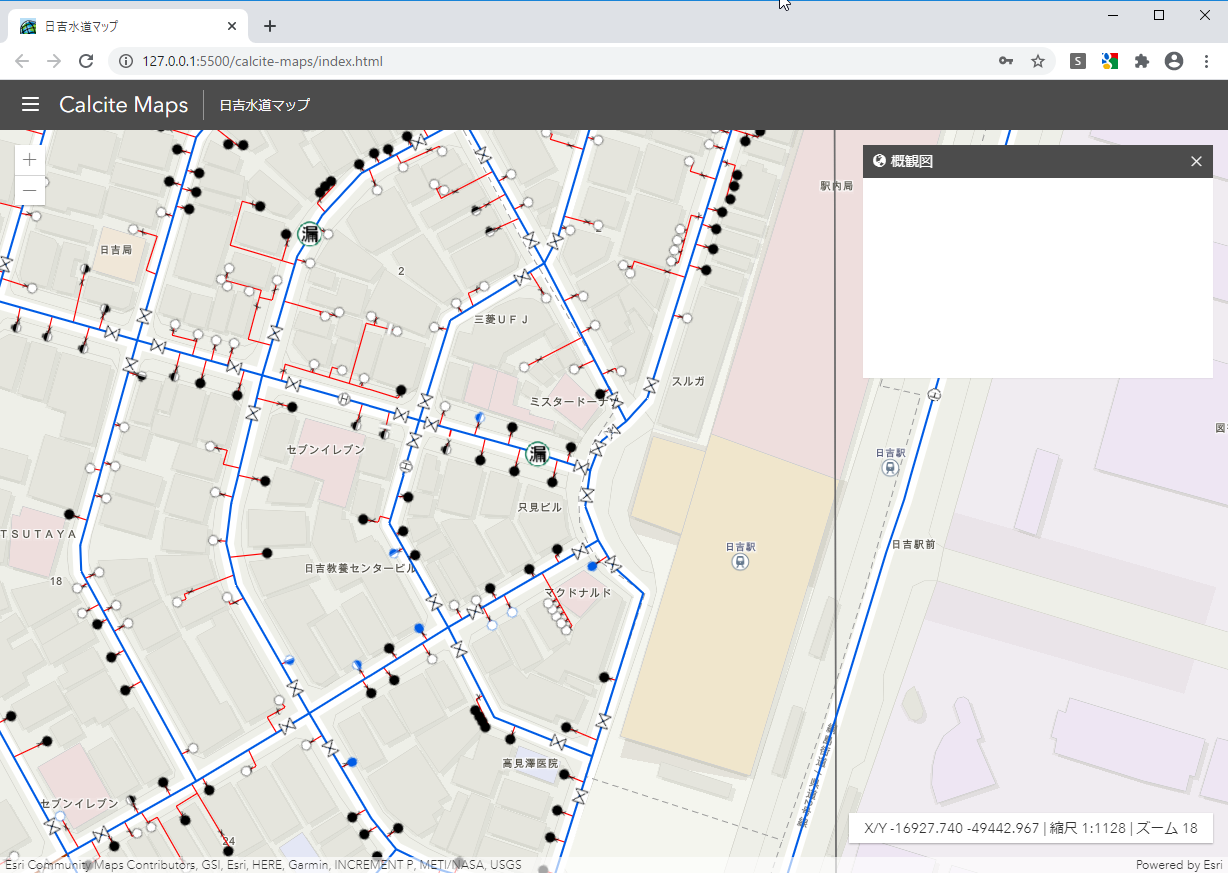 日吉水道マップ
127.0.0.1:5500/calcite-maps/index.html
S
Calcite Maps
日吉水道マップ
概観図
駅内局
漏
日吉局
2
三菱ＵＦＪ
スルガ
ミスタードーナツ
H
セブンイレブン
漏
日吉駅
只見ビル
TSUTAYA
日吉駅
日吉駅前
日吉教養センタービル
18
マクドナルド
高見澤医院
セブンイレブン
24
X/Y -16927.740 -49442.967 | 縮尺 1:1128 | ズーム 18
Esri Community Maps Contributors, GSI, Esri, HERE, Garmin, INCREMENT P, METI/NASA, USGS
Powered by Esri